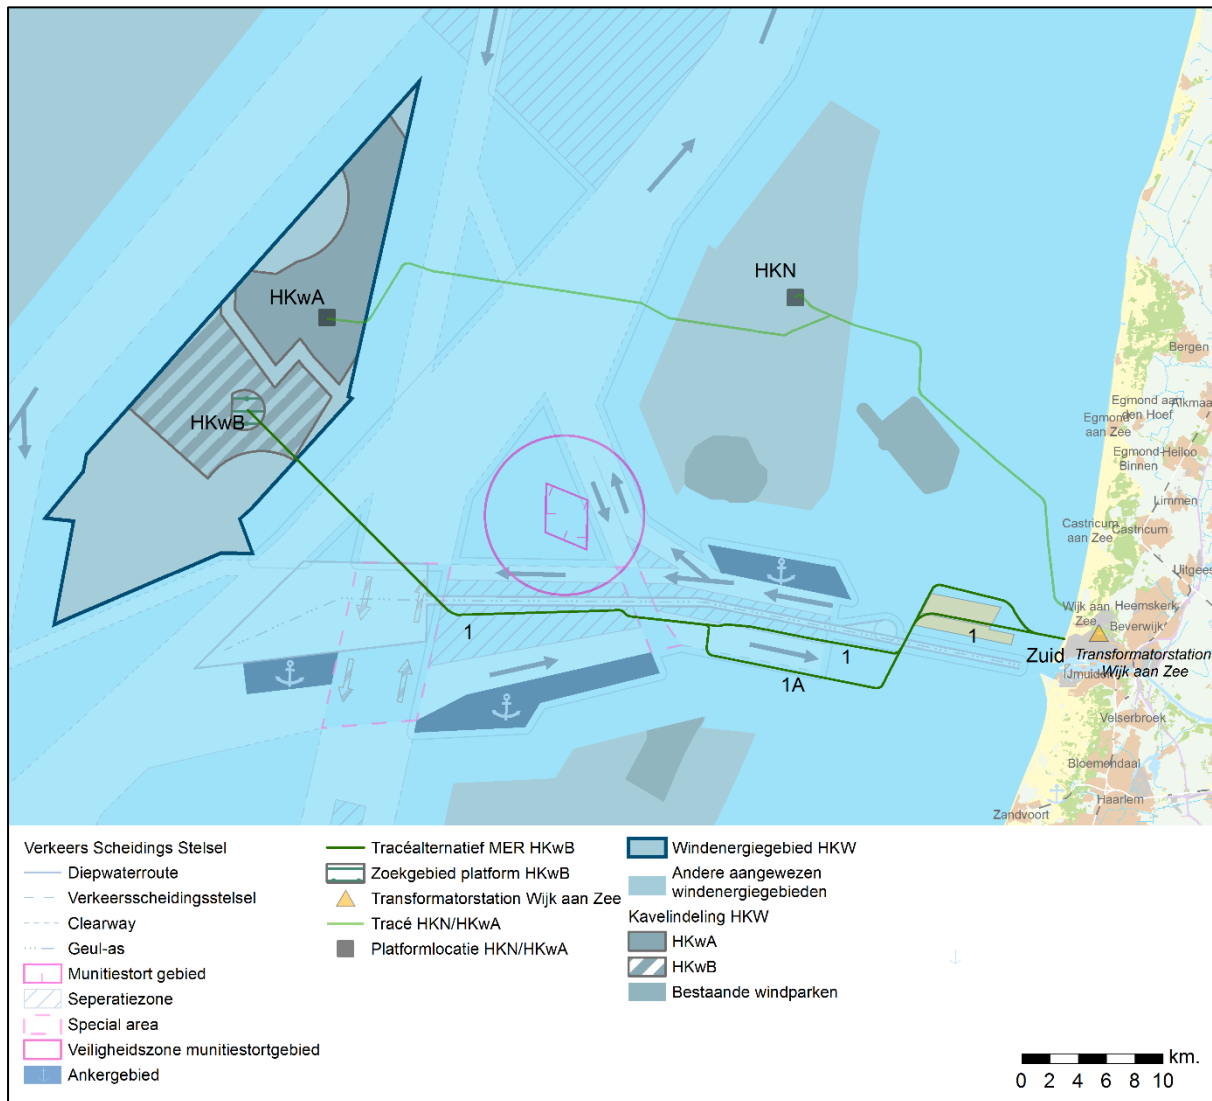 HKN
HKwA
Bergen
HKwB
Egmond aan
den Hoef
Alkmaa
Egmond
aan Zee
Egmond-
Binnen
Heiloo
Limmen
Castricum
aan Zee
Castricum
Uitgees
Wijk aan
Zee
Heemskerk
Beverwijk
1
1
1
Zuid
Transformatorstation
Wijk aan Zee
IJmuiden
1A
Velserbroek
Bloemendaal
Haarlem
Zandvoort
Verkeers Scheidings Stelsel
Diepwaterroute
Verkeersscheidingsstelsel
Clearway
Geul-as
Munitiestort gebied
Seperatiezone
Special area
Veiligheidszone munitiestortgebied
Ankergebied
Tracéalternatief MER HKwB
Zoekgebied platform HKwB
Transformatorstation Wijk aan Zee
Tracé HKN/HKwA
Platformlocatie HKN/HKwA
Windenergiegebied HKW
Andere aangewezen
windenergiegebieden
Kavelindeling HKW
HKwA
HKwB
Bestaande windparken
km.
0 2 4 6 8 10